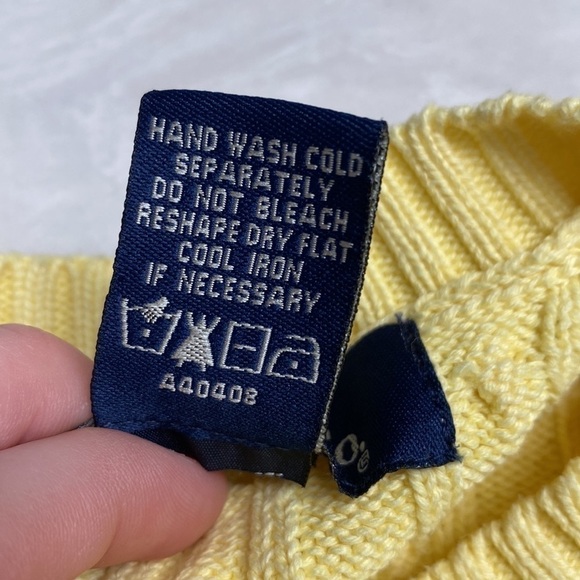 HAND WASH COLD
SEPARATELY
DO NOT BLEACH
RESHAPE DRY FLAT
COOL IRON
IF NECESSARY
A40408